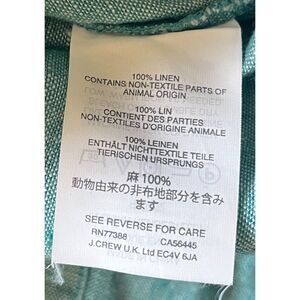 100% LINEN
CONTAINS NON-TEXTILE PARTS OF
ANIMAL ORIGIN
100% LIN
CONTIENT DES PARTIES
NON-TEXTILES D'ORIGINE ANIMALE
100% LEINEN
ENTHÄLT NICHTTEXTILE TEILE
TIERISCHEN URSPRUNGS
麻 100%
動物由来の非布地部分を含み
ます
SEE REVERSE FOR CARE
RN77388 CA56445
J.CREW U.K. Ltd EC4V 6JA